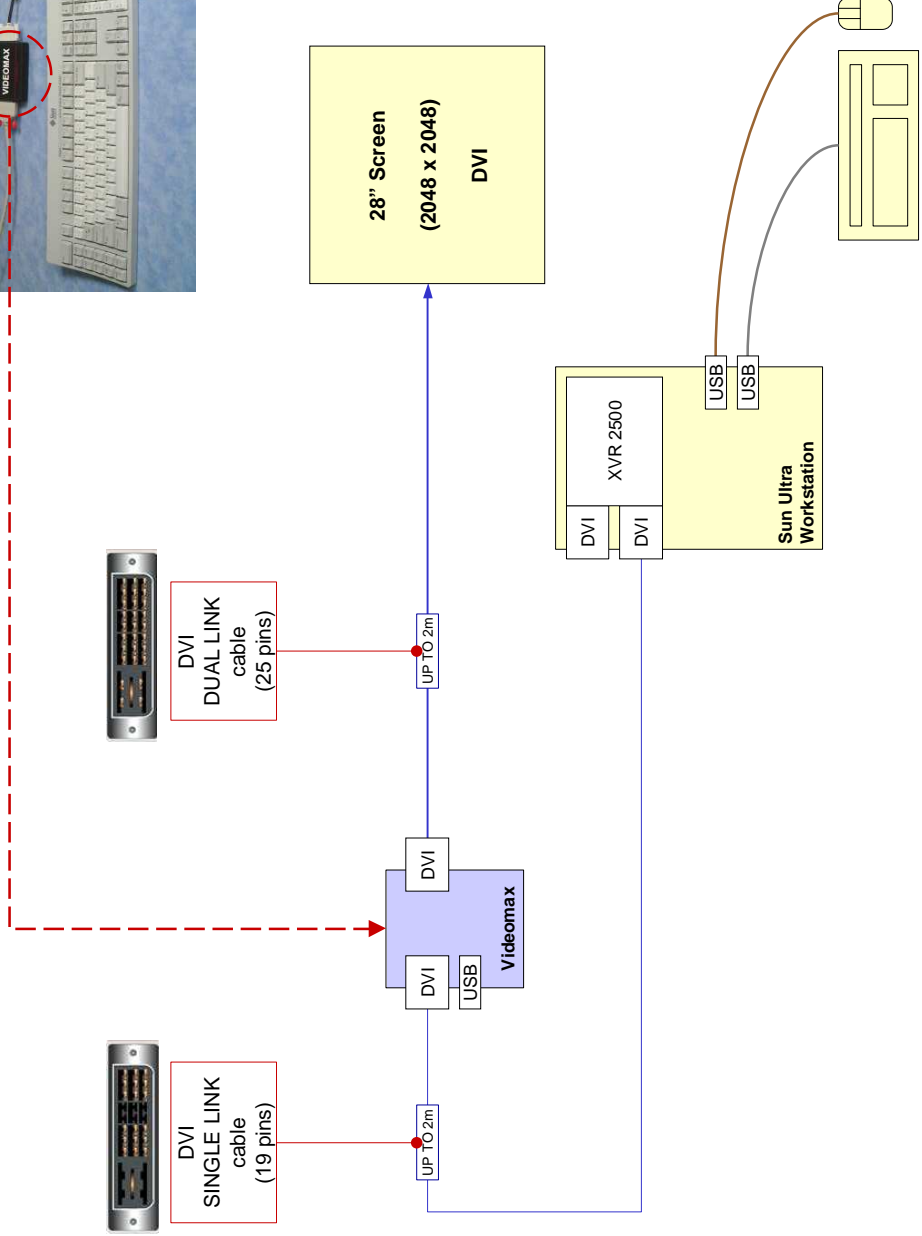 VIDEOMAX
28” Screen
(2048 x 2048)
DVI
DVI
DUAL LINK
cable
(25 pins)
UP TO 2m
DVI
SINGLE LINK
cable
(19 pins)
UP TO 2m
DVI
DVI
USB
Videomax
XVR 2500
DVI
DVI
USB
USB
Sun Ultra
Workstation